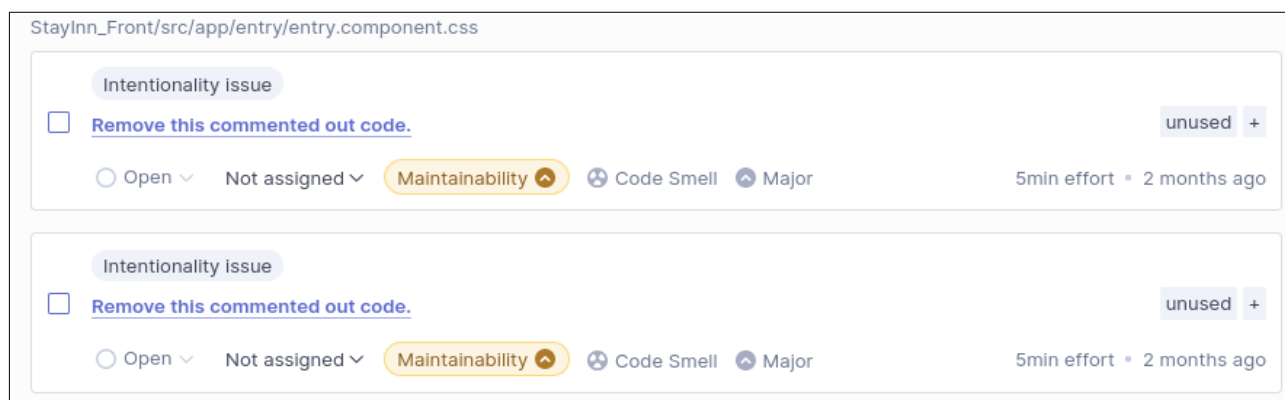 StayInn_Front/src/app/entry/entry.component.css
Intentionality issue
Remove this commented out code.
unused +
Open Not assigned Maintainability Code Smell Major 5min effort • 2 months ago
Intentionality issue
Remove this commented out code.
unused +
Open Not assigned Maintainability Code Smell Major 5min effort • 2 months ago